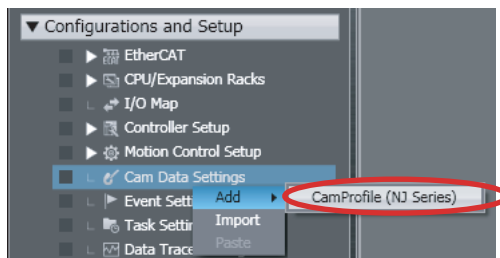 ▼ Configurations and Setup
▶ EtherCAT
▶ CPU/Expansion Racks
I/O Map
▶ Controller Setup
▶ Motion Control Setup
Cam Data Settings
Event Setti Add ▶ CamProfile (NJ Series)
Task Settin Import
Data Trace Paste